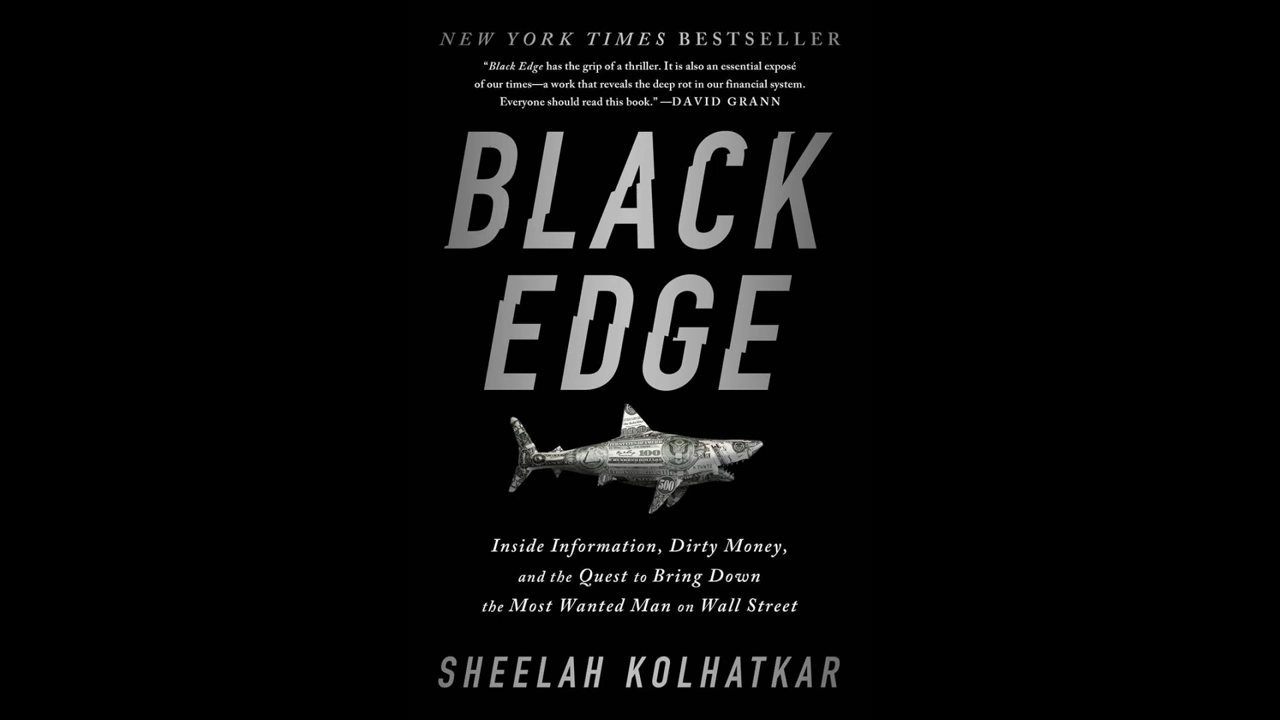 NEW YORK TIMES BESTSELLER
“Black Edge has the grip of a thriller. It is also an essential exposé
of our times—a work that reveals the deep rot in our financial system.
Everyone should read this book.” —DAVID GRANN
BLACK
EDGE
100
500
Inside Information, Dirty Money,
and the Quest to Bring Down
the Most Wanted Man on Wall Street
SHEELAH KOLHATKAR